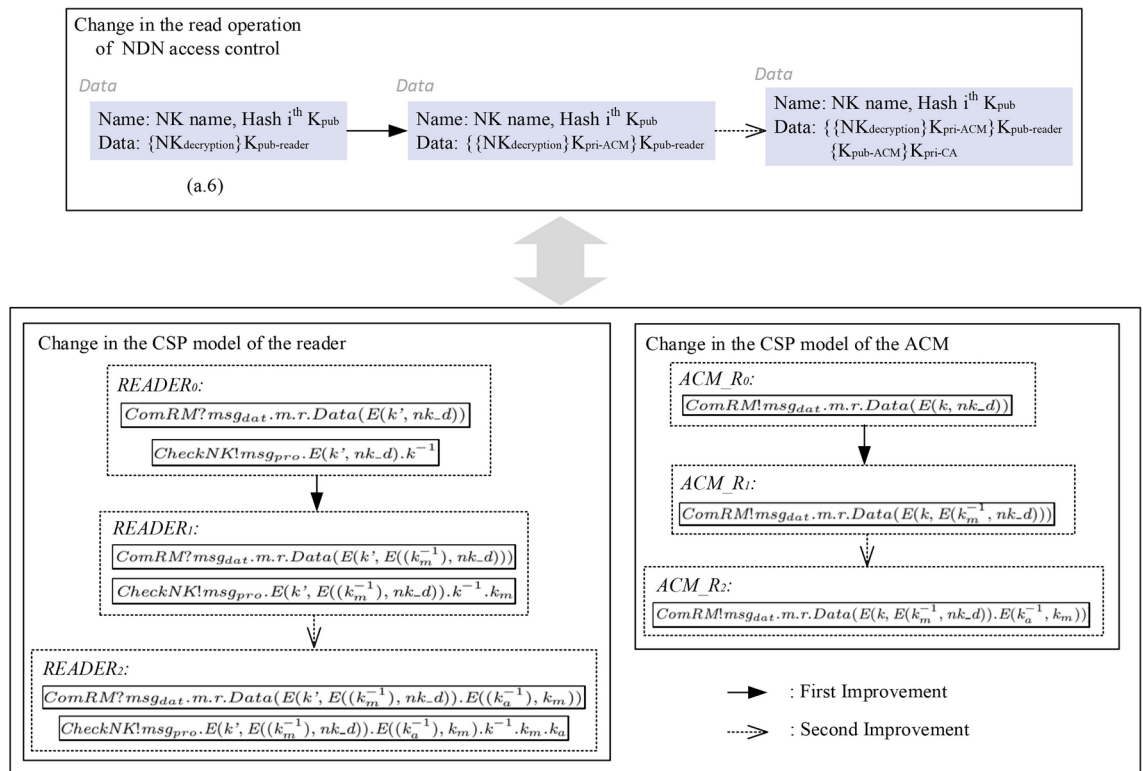 Change in the read operation
of NDN access control
Data
Name: NK name, Hash i^th K_pub
Data: {NK_decryption}K_pub-reader
(a.6)
Data
Name: NK name, Hash i^th K_pub
Data: {{NK_decryption}K_pri-ACM}K_pub-reader
Data
Name: NK name, Hash i^th K_pub
Data: {{NK_decryption}K_pri-ACM}K_pub-reader
{K_pub-ACM}K_pri-CA
Change in the CSP model of the reader
READER_0:
ComRM?msg_dat.m.r.Data(E(k', nk_d))
CheckNK!msg_pro.E(k', nk_d).k^{-1}
READER_1:
ComRM?msg_dat.m.r.Data(E(k', E((k_m^{-1}), nk_d)))
CheckNK!msg_pro.E(k', E((k_m^{-1}), nk_d)).k^{-1}.k_m
READER_2:
ComRM?msg_dat.m.r.Data(E(k', E((k_m^{-1}), nk_d)).E((k_a^{-1}), k_m))
CheckNK!msg_pro.E(k', E((k_m^{-1}), nk_d)).E((k_a^{-1}), k_m).k^{-1}.k_m.k_a
Change in the CSP model of the ACM
ACM_R_0:
ComRM!msg_dat.m.r.Data(E(k, nk_d))
ACM_R_1:
ComRM!msg_dat.m.r.Data(E(k, E(k_m^{-1}, nk_d)))
ACM_R_2:
ComRM!msg_dat.m.r.Data(E(k, E(k_m^{-1}, nk_d)).E(k_a^{-1}, k_m))
: First Improvement
: Second Improvement